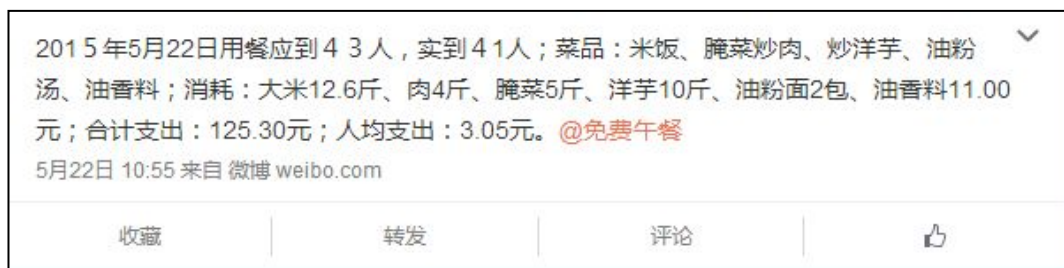 2015年5月22日用餐应到４３人，实到４1人；菜品：米饭、腌菜炒肉、炒洋芋、油粉
汤、油香料；消耗：大米12.6斤、肉4斤、腌菜5斤、洋芋10斤、油粉面2包、油香料11.00
元；合计支出：125.30元；人均支出：3.05元。@免费午餐
5月22日 10:55 来自 微博 weibo.com
收藏 转发 评论